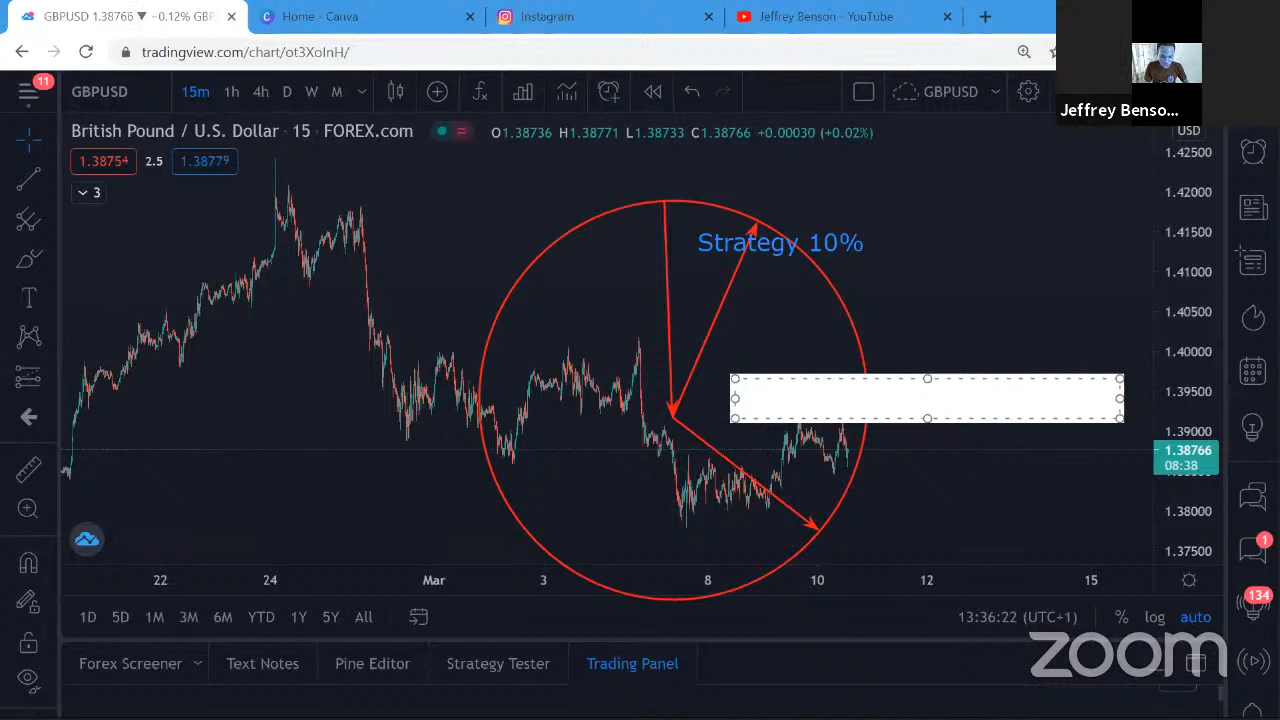 GBPUSD 1.38766 ▼ −0.12% GBP
Home - Canva
Instagram
Jeffrey Benson - YouTube
tradingview.com/chart/ot3XoInH/
Jeffrey Benso...
11
GBPUSD
15m
1h
4h
D
W
M
GBPUSD
British Pound / U.S. Dollar · 15 · FOREX.com
O1.38736 H1.38771 L1.38733 C1.38766 +0.00030 (+0.02%)
USD
1.38754
2.5
1.38779
3
1.42500
1.42000
1.41500
1.41000
1.40500
1.40000
1.39500
1.39000
1.38766
08:38
1.38000
1.37500
Strategy 10%
22
24
Mar
3
8
10
12
15
1D
5D
1M
3M
6M
YTD
1Y
5Y
All
13:36:22 (UTC+1)
%
log
auto
1
134
Forex Screener
Text Notes
Pine Editor
Strategy Tester
Trading Panel
zoom